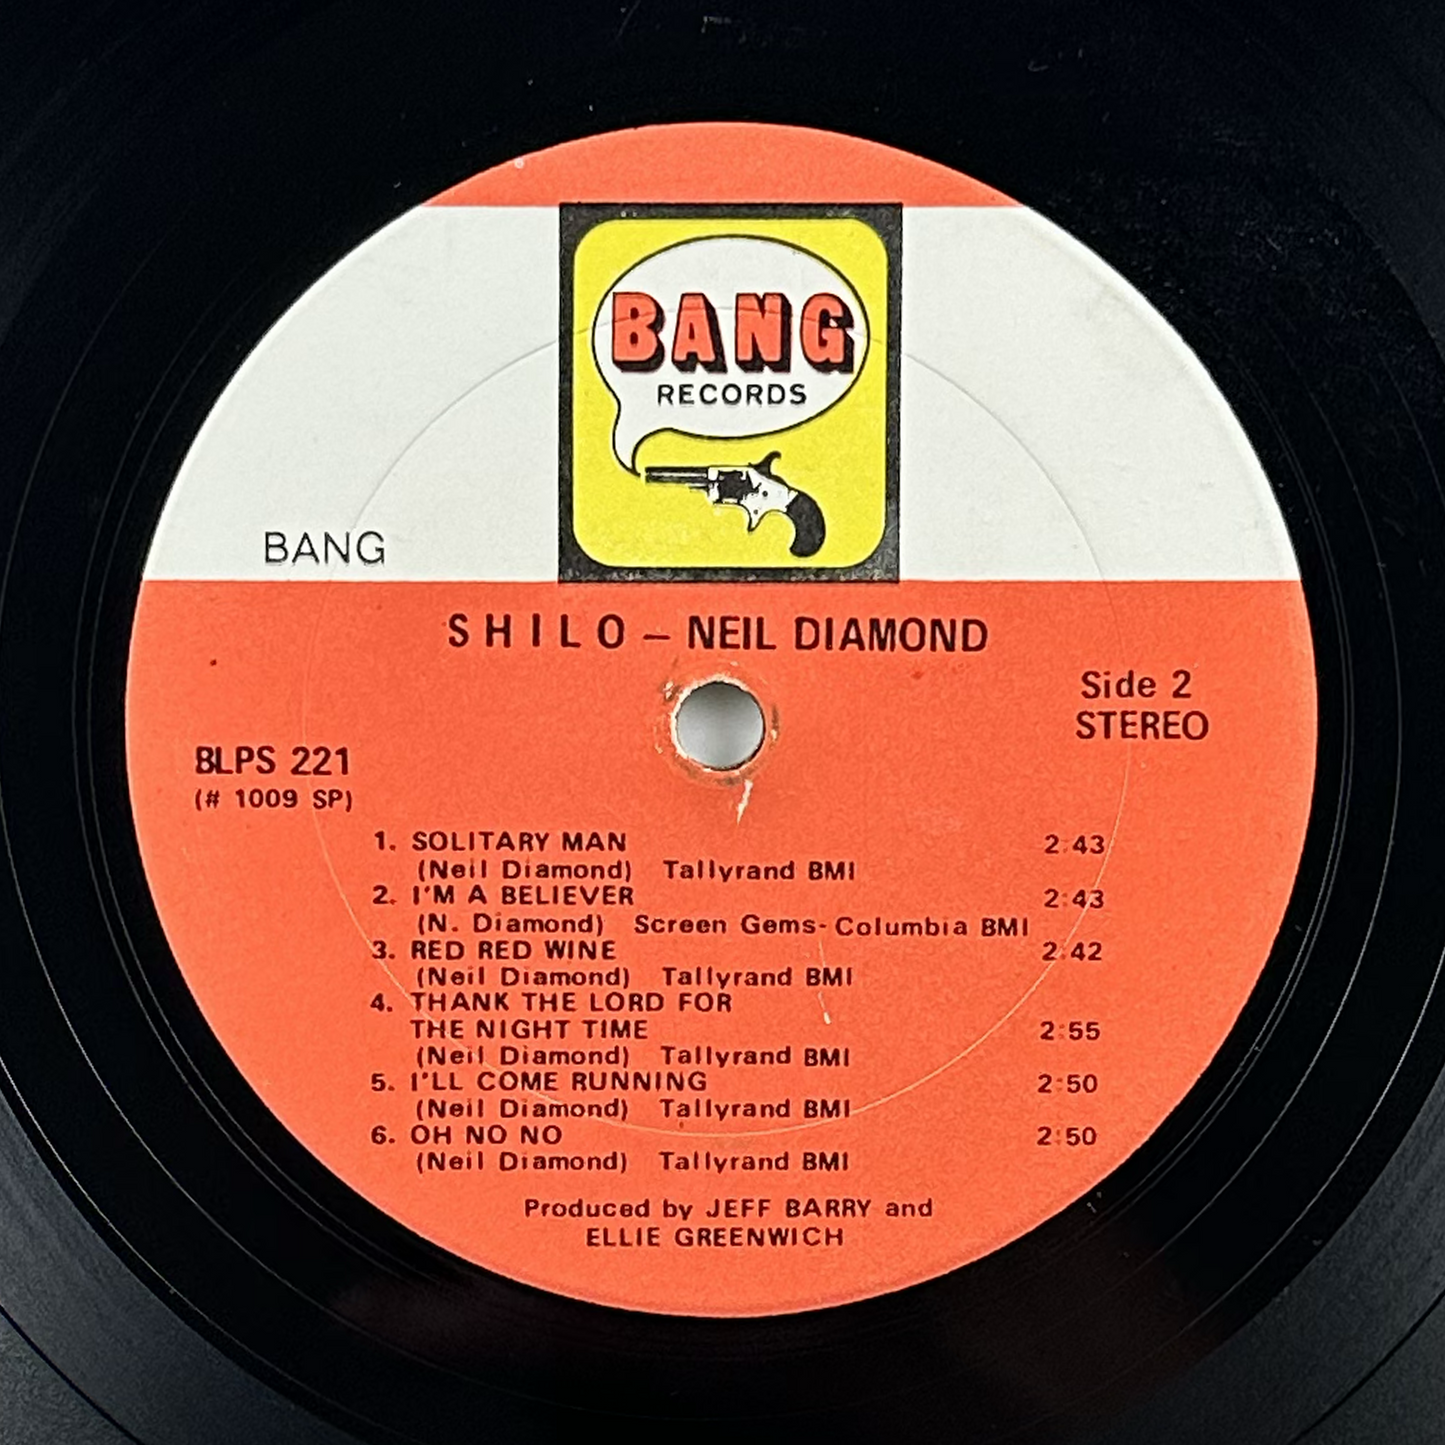 BANG
RECORDS
BANG
SHILO – NEIL DIAMOND
Side 2
STEREO
BLPS 221
(# 1009 SP)
1. SOLITARY MAN 2:43
(Neil Diamond) Tallyrand BMI
2. I'M A BELIEVER 2:43
(N. Diamond) Screen Gems-Columbia BMI
3. RED RED WINE 2:42
(Neil Diamond) Tallyrand BMI
4. THANK THE LORD FOR
THE NIGHT TIME 2:55
(Neil Diamond) Tallyrand BMI
5. I'LL COME RUNNING 2:50
(Neil Diamond) Tallyrand BMI
6. OH NO NO 2:50
(Neil Diamond) Tallyrand BMI
Produced by JEFF BARRY and
ELLIE GREENWICH